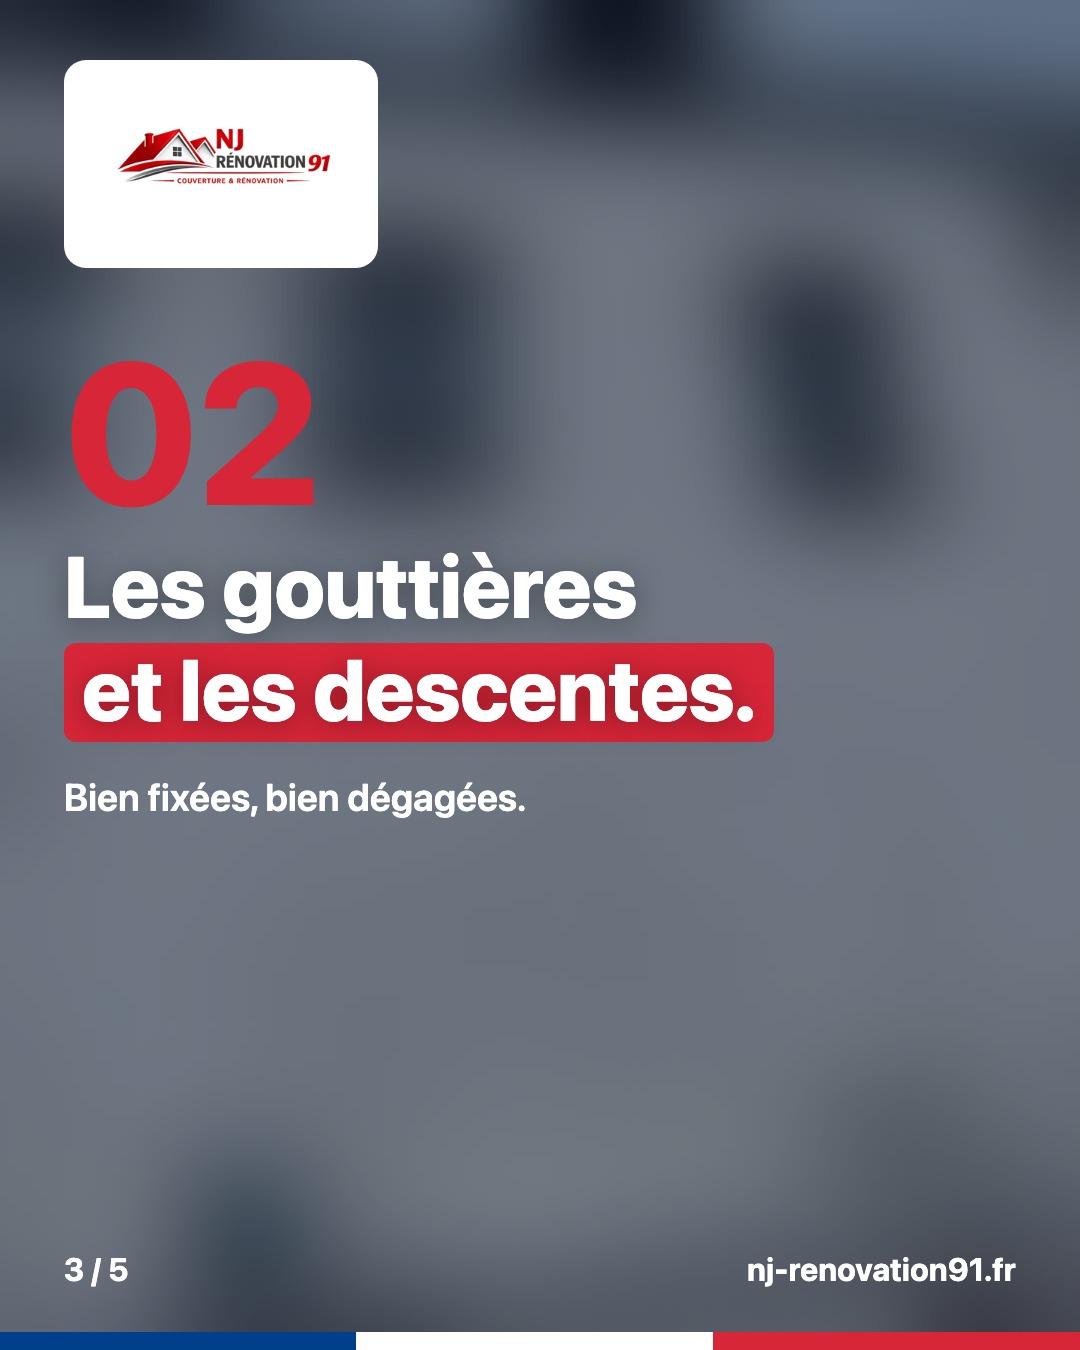 NJ
RÉNOVATION 91
COUVERTURE & RÉNOVATION
02
Les gouttières
et les descentes.
Bien fixées, bien dégagées.
3 / 5
nj-renovation91.fr